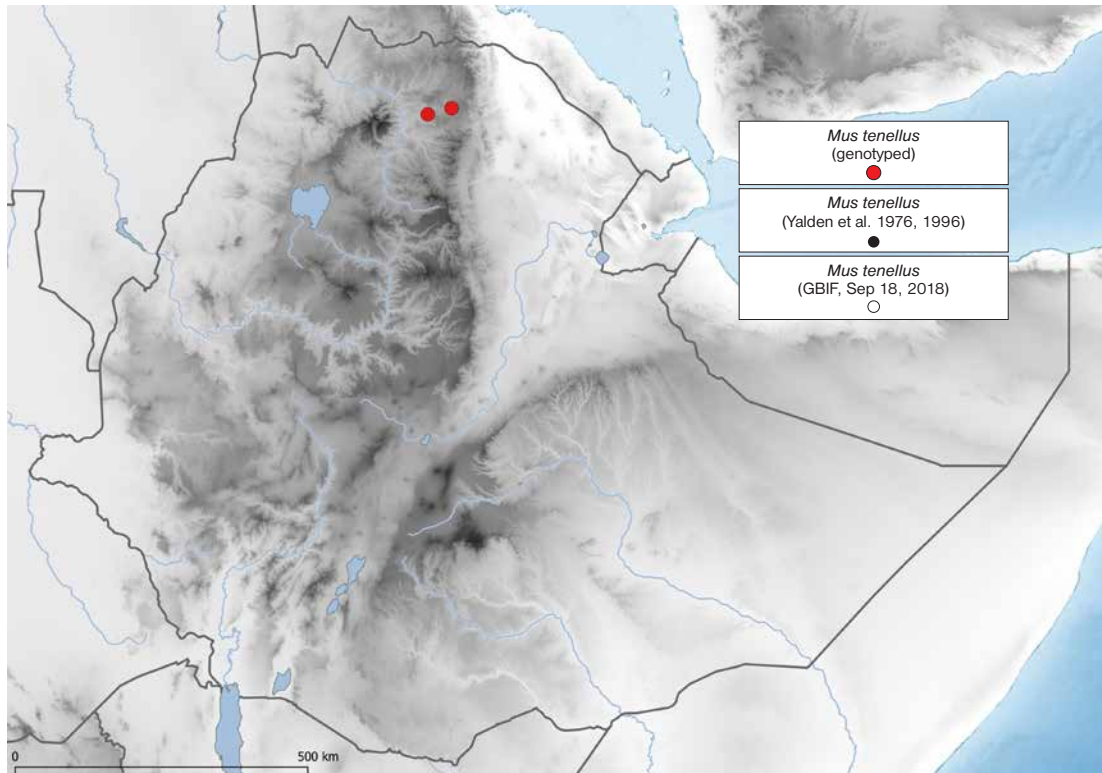 Mus tenellus
(genotyped)
Mus tenellus
(Yalden et al. 1976, 1996)
Mus tenellus
(GBIF, Sep 18, 2018)
0
500 km